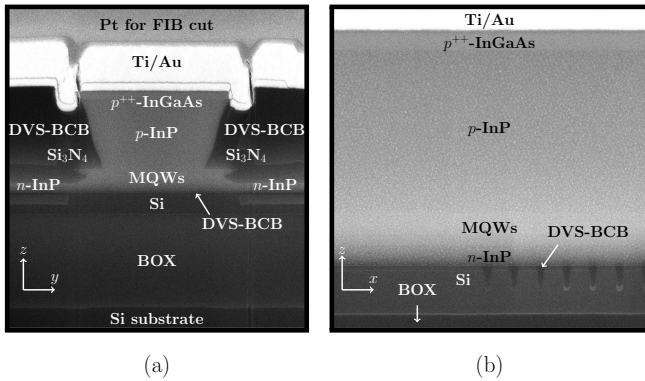 Pt for FIB cut
Ti/Au
p⁺⁺-InGaAs
DVS-BCB
DVS-BCB
p-InP
Si₃N₄
Si₃N₄
MQWs
n-InP
n-InP
Si
DVS-BCB
BOX
z
y
Si substrate
(a)
Ti/Au
p⁺⁺-InGaAs
p-InP
MQWs
DVS-BCB
n-InP
Si
z
x
BOX
(b)